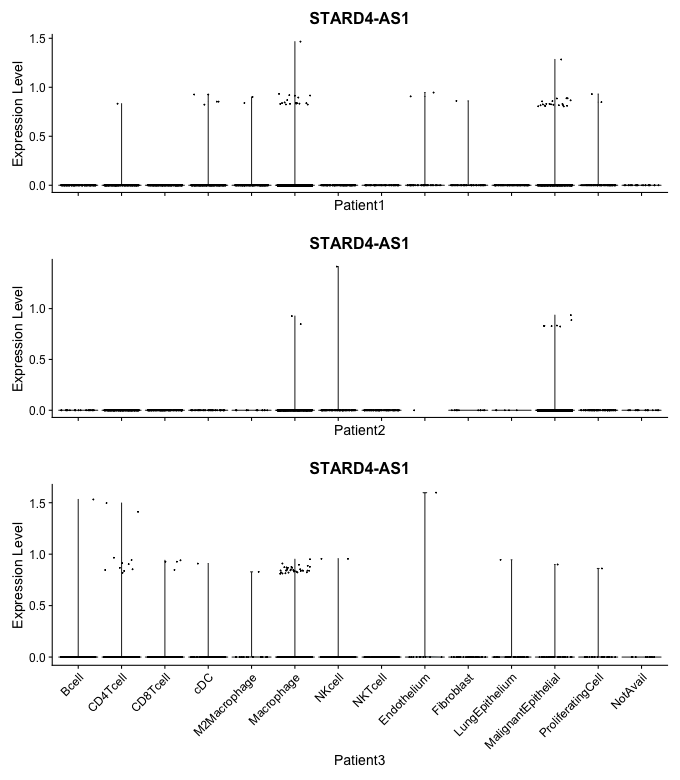 STARD4-AS1
Expression Level
1.5
1.0
0.5
0.0
Patient1
STARD4-AS1
Expression Level
1.0
0.5
0.0
Patient2
STARD4-AS1
Expression Level
1.5
1.0
0.5
0.0
Bcell
CD4Tcell
CD8Tcell
cDC
M2Macrophage
Macrophage
NKcell
NKTcell
Endothelium
Fibroblast
LungEpithelium
MalignantEpithelial
ProliferatingCell
NotAvail
Patient3